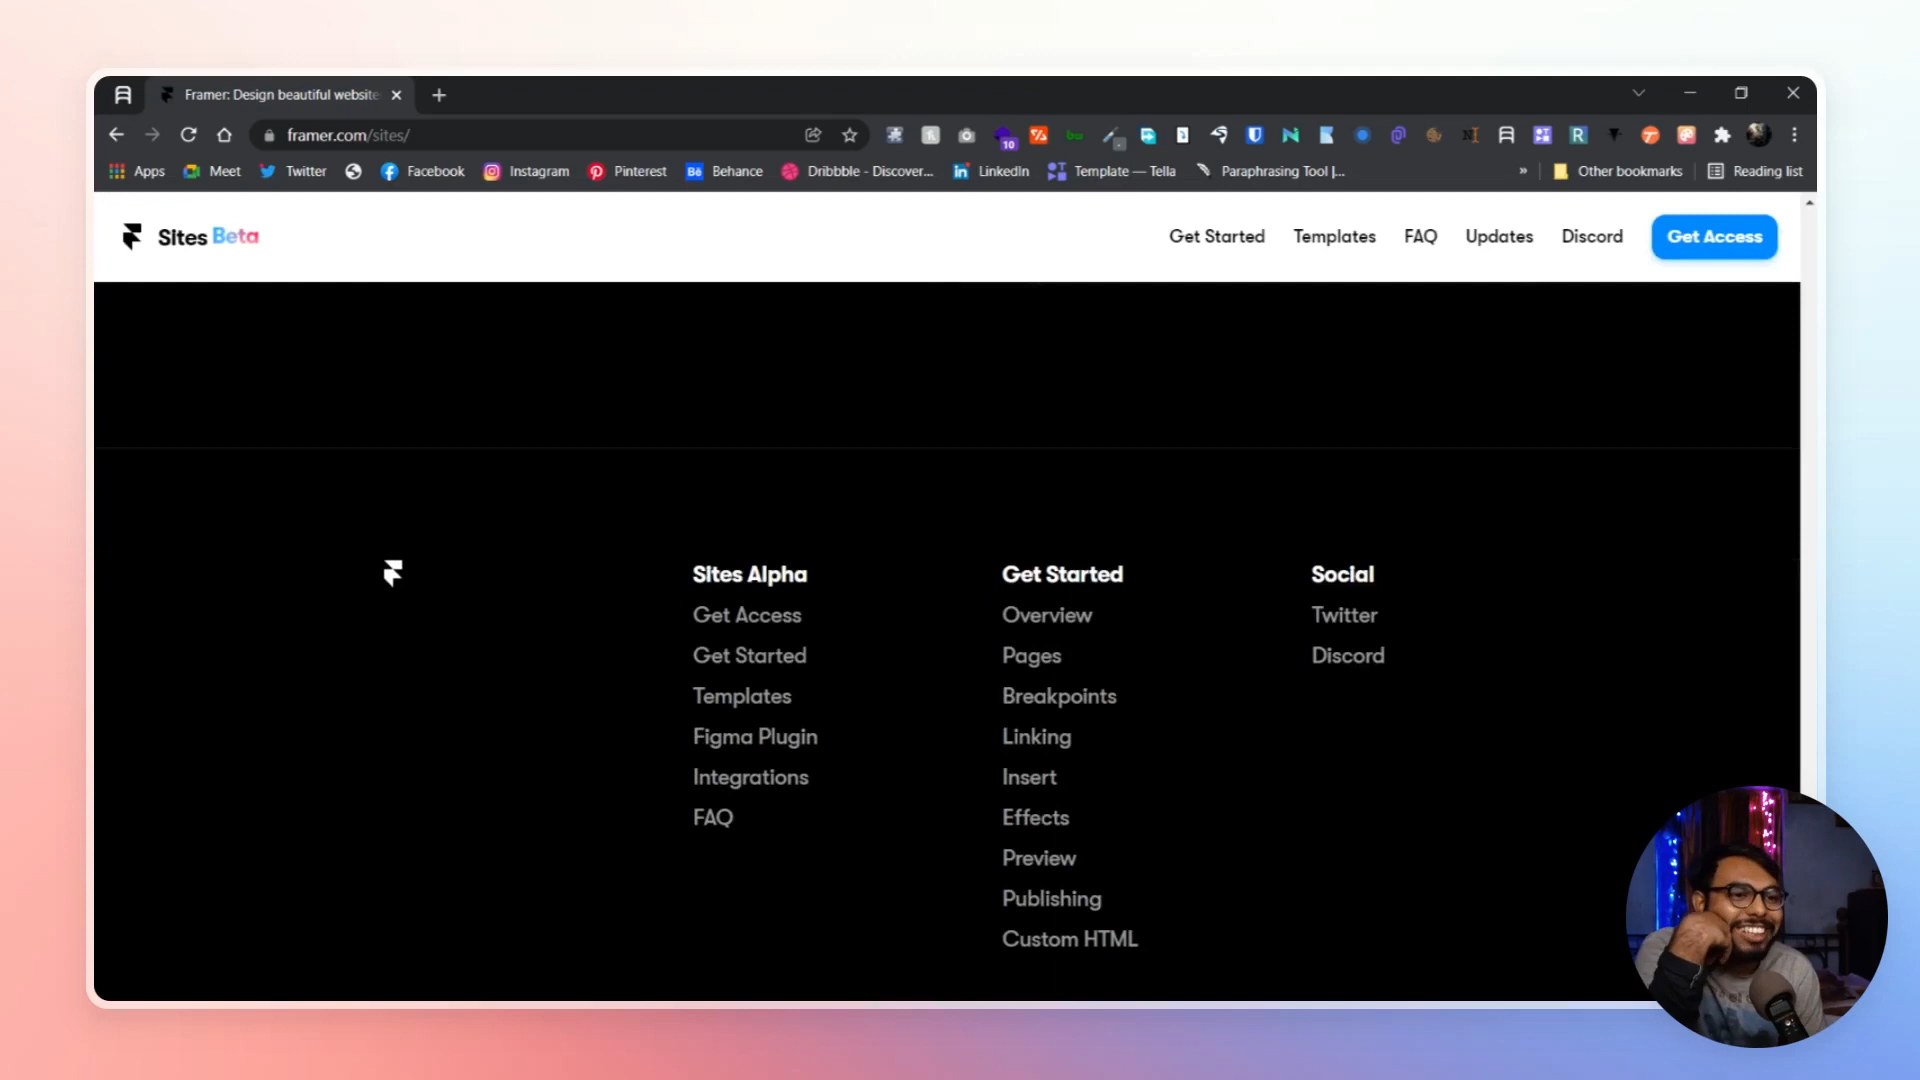 Framer: Design beautiful website
framer.com/sites/
10
Apps Meet Twitter Facebook Instagram Pinterest Behance Dribbble - Discover... LinkedIn Template — Tella Paraphrasing Tool |... » Other bookmarks Reading list
Sites Beta Get Started Templates FAQ Updates Discord Get Access
Sites Alpha
Get Access
Get Started
Templates
Figma Plugin
Integrations
FAQ
Get Started
Overview
Pages
Breakpoints
Linking
Insert
Effects
Preview
Publishing
Custom HTML
Social
Twitter
Discord